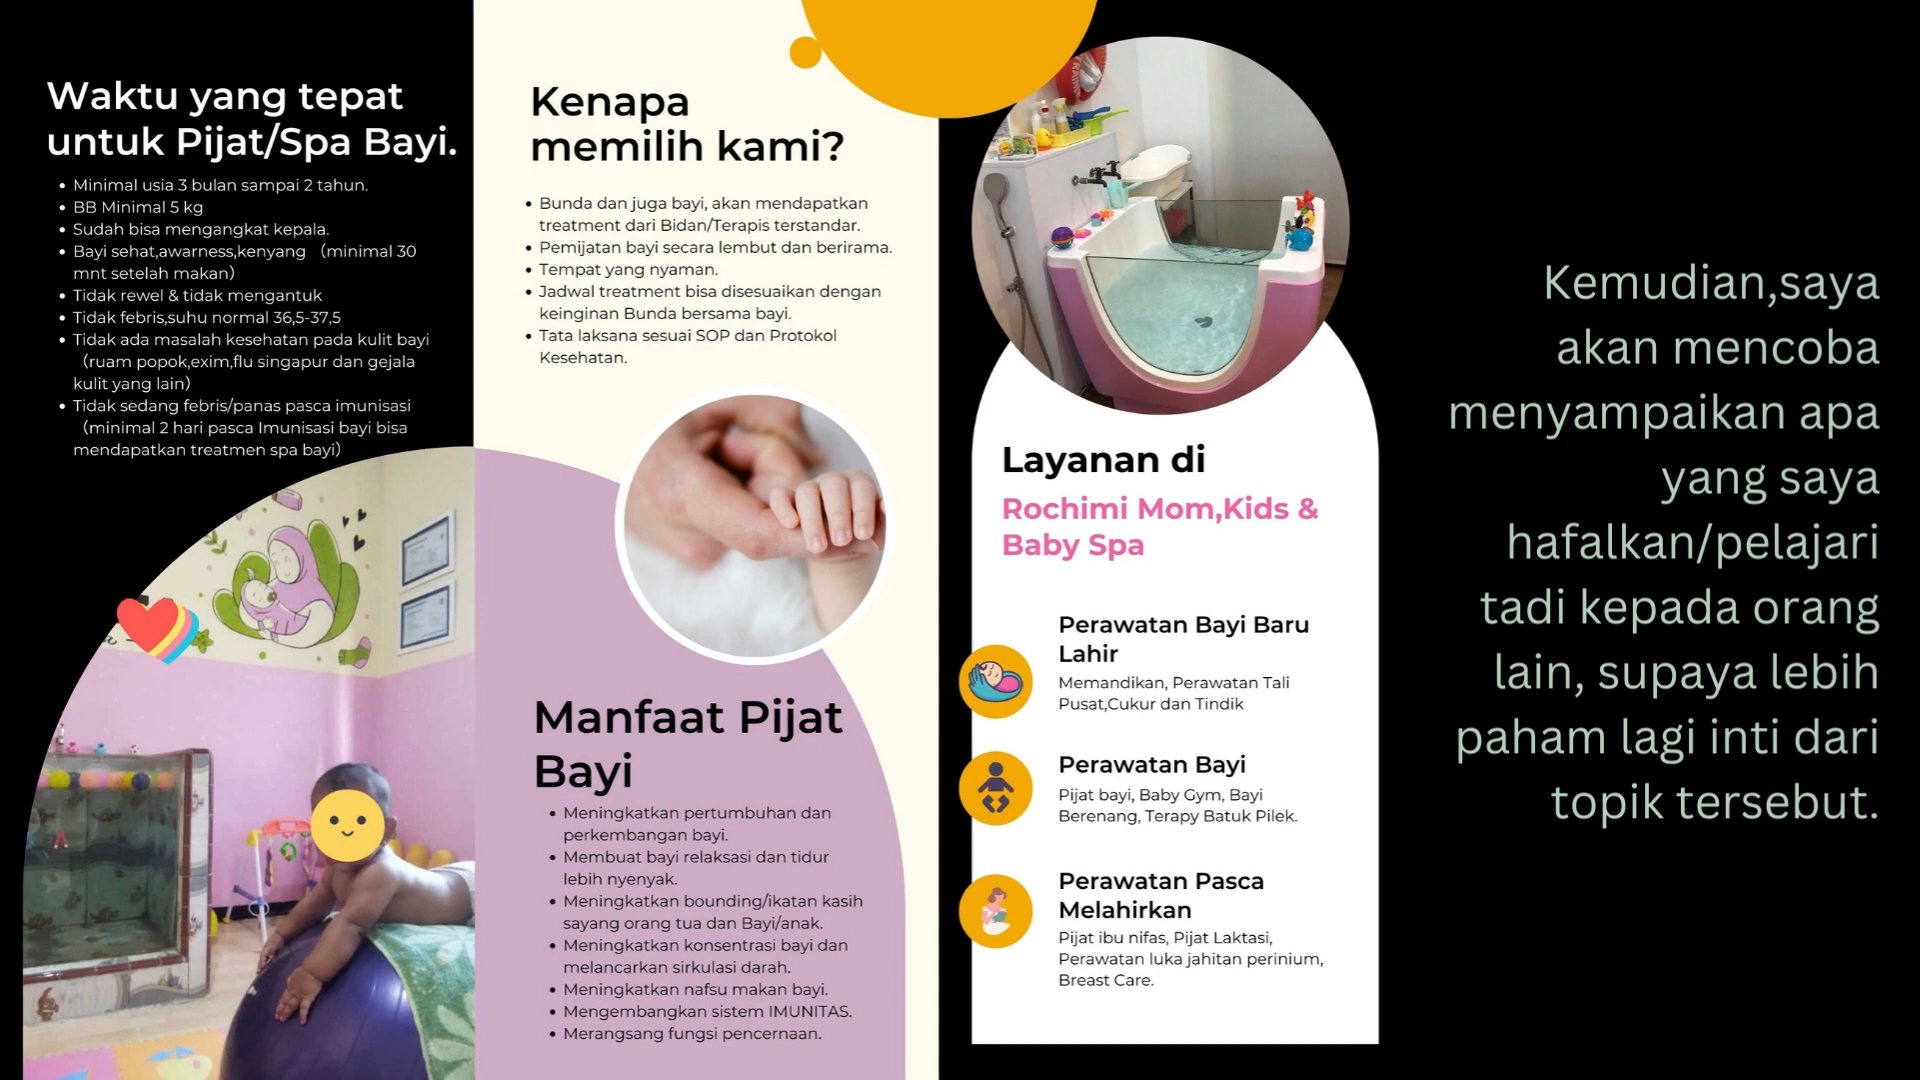 Waktu yang tepat
untuk Pijat/Spa Bayi.
• Minimal usia 3 bulan sampai 2 tahun.
• BB Minimal 5 kg
• Sudah bisa mengangkat kepala.
• Bayi sehat,awarness,kenyang （minimal 30
mnt setelah makan）
• Tidak rewel & tidak mengantuk
• Tidak febris,suhu normal 36,5-37,5
• Tidak ada masalah kesehatan pada kulit bayi
（ruam popok,exim,flu singapur dan gejala
kulit yang lain）
• Tidak sedang febris/panas pasca imunisasi
（minimal 2 hari pasca Imunisasi bayi bisa
mendapatkan treatmen spa bayi）
Kenapa
memilih kami?
• Bunda dan juga bayi, akan mendapatkan
treatment dari Bidan/Terapis terstandar.
• Pemijatan bayi secara lembut dan berirama.
• Tempat yang nyaman.
• Jadwal treatment bisa disesuaikan dengan
keinginan Bunda bersama bayi.
• Tata laksana sesuai SOP dan Protokol
Kesehatan.
Manfaat Pijat
Bayi
• Meningkatkan pertumbuhan dan
perkembangan bayi.
• Membuat bayi relaksasi dan tidur
lebih nyenyak.
• Meningkatkan bounding/ikatan kasih
sayang orang tua dan Bayi/anak.
• Meningkatkan konsentrasi bayi dan
melancarkan sirkulasi darah.
• Meningkatkan nafsu makan bayi.
• Mengembangkan sistem IMUNITAS.
• Merangsang fungsi pencernaan.
Layanan di
Rochimi Mom,Kids &
Baby Spa
Perawatan Bayi Baru
Lahir
Memandikan, Perawatan Tali
Pusat,Cukur dan Tindik
Perawatan Bayi
Pijat bayi, Baby Gym, Bayi
Berenang, Terapy Batuk Pilek.
Perawatan Pasca
Melahirkan
Pijat ibu nifas, Pijat Laktasi,
Perawatan luka jahitan perinium,
Breast Care.
Kemudian,saya
akan mencoba
menyampaikan apa
yang saya
hafalkan/pelajari
tadi kepada orang
lain, supaya lebih
paham lagi inti dari
topik tersebut.